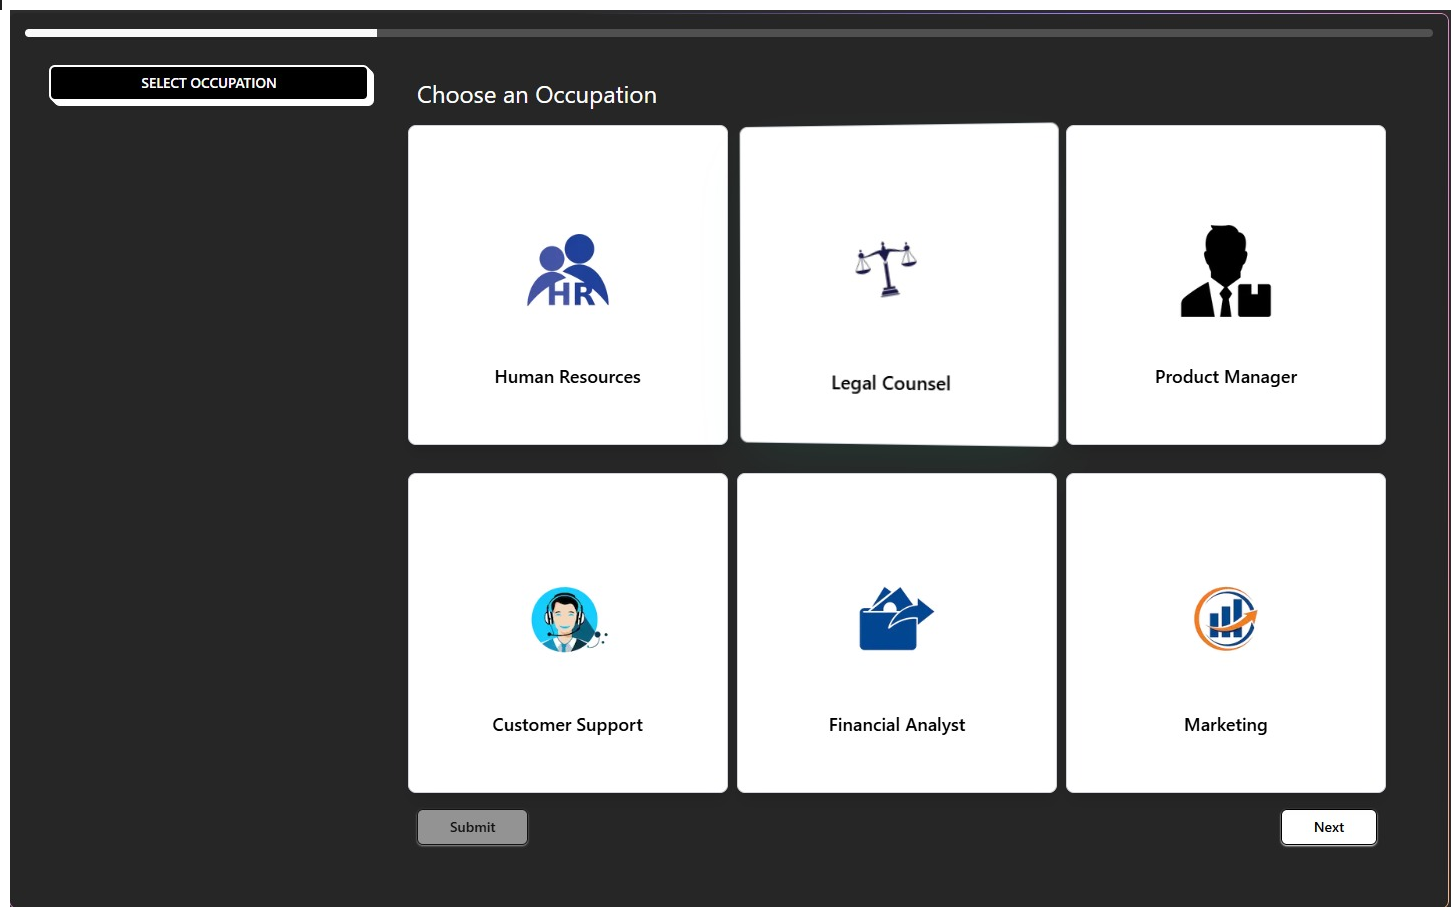 SELECT OCCUPATION
Choose an Occupation
HR
Human Resources
Legal Counsel
Product Manager
Customer Support
Financial Analyst
Marketing
Submit
Next